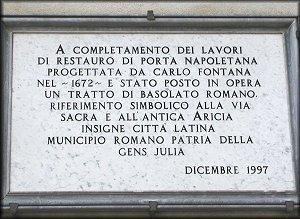 A COMPLETAMENTO DEI LAVORI
DI RESTAURO DI PORTA NAPOLETANA
PROGETTATA DA CARLO FONTANA
NEL ~1672~ È STATO POSTO IN OPERA
UN TRATTO DI BASOLATO ROMANO.
RIFERIMENTO SIMBOLICO ALLA VIA
SACRA E ALL'ANTICA ARICIA
INSIGNE CITTÀ LATINA
MUNICIPIO ROMANO PATRIA DELLA
GENS JULIA
DICEMBRE 1997